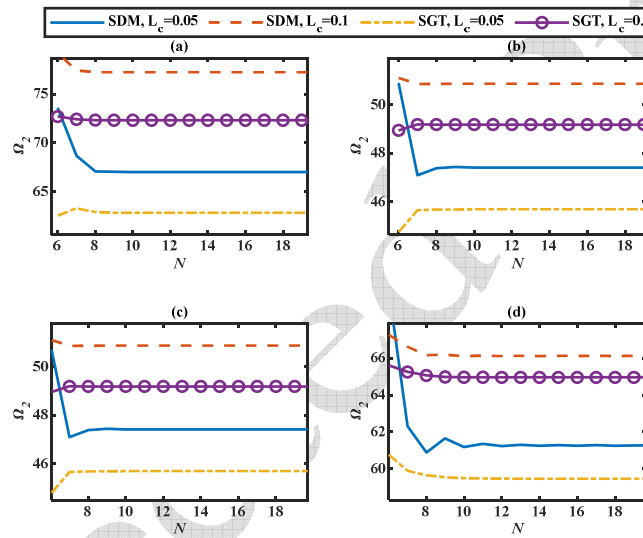 SDM, L_c=0.05 SDM, L_c=0.1 SGT, L_c=0.05 SGT, L_c=0.
(a) (b)
75
70
65
Ω_2
6 8 10 12 14 16 18
N
50
48
46
Ω_2
6 8 10 12 14 16 18
N
(c) (d)
50
48
46
Ω_2
8 10 12 14 16 18
N
66
64
62
60
Ω_2
8 10 12 14 16 18
N